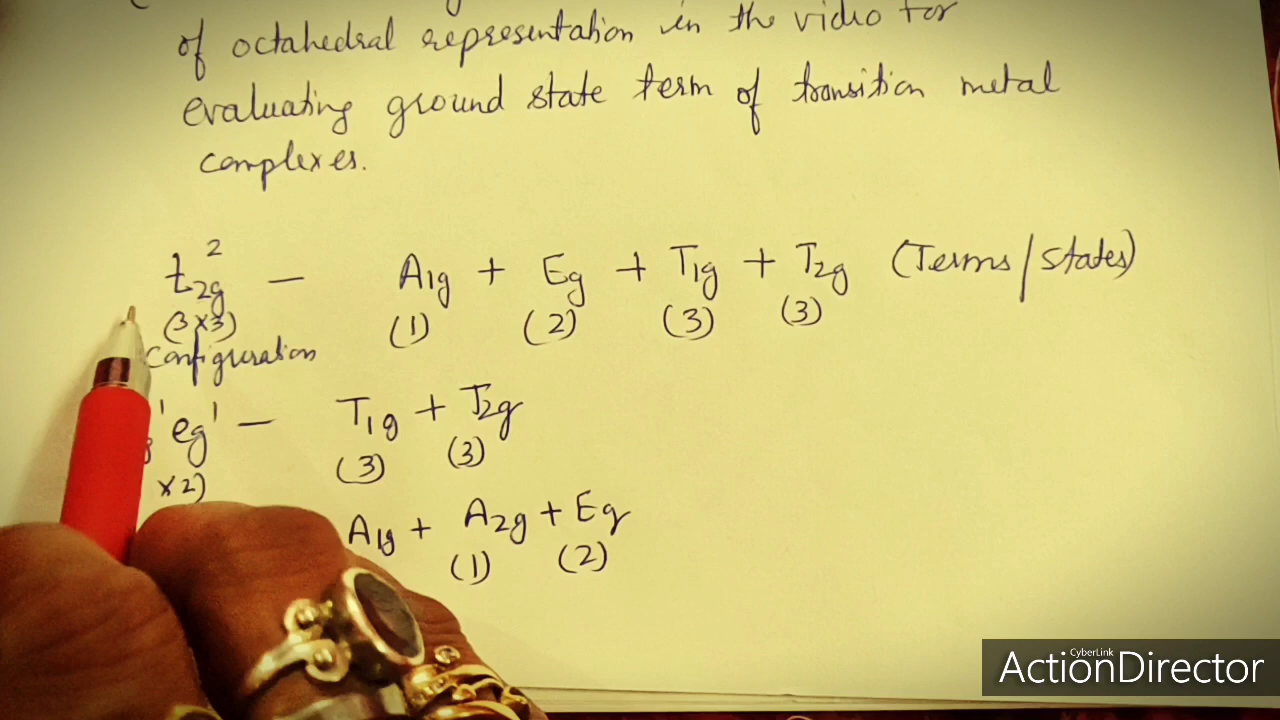 of octahedral representation in the video for
evaluating ground state term of transition metal
complexes.
t2g² — A1g + Eg + T1g + T2g (Terms/states)
(3×3) (1) (2) (3) (3)
Configuration
eg¹ — T1g + T2g
×2) (3) (3)
A1g + A2g + Eg
(1) (2)
CyberLink
ActionDirector